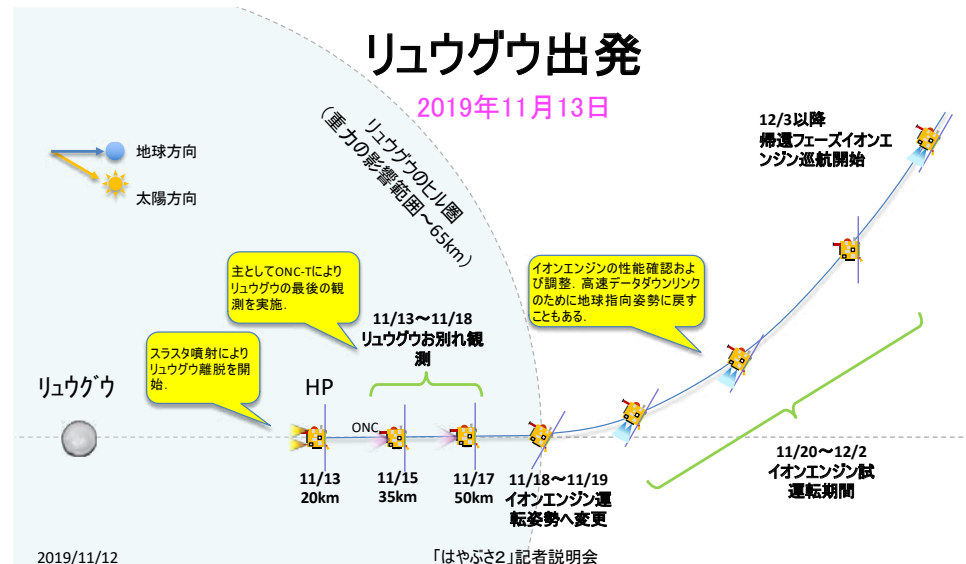 リュウグウ出発
2019年11月13日
地球方向
太陽方向
リュウグウのヒル圏
(重力の影響範囲~65km)
12/3以降
帰還フェーズイオンエ
ンジン巡航開始
主としてONC-Tにより
リュウグウの最後の観
測を実施.
イオンエンジンの性能確認およ
び調整.高速データダウンリンク
のために地球指向姿勢に戻す
こともある.
11/13~11/18
リュウグウお別れ観
測
スラスタ噴射により
リュウグウ離脱を開
始.
リュウグウ
HP
ONC
11/13
20km
11/15
35km
11/17
50km
11/18~11/19
イオンエンジン運
転姿勢へ変更
11/20~12/2
イオンエンジン試
運転期間
2019/11/12
「はやぶさ2」記者説明会